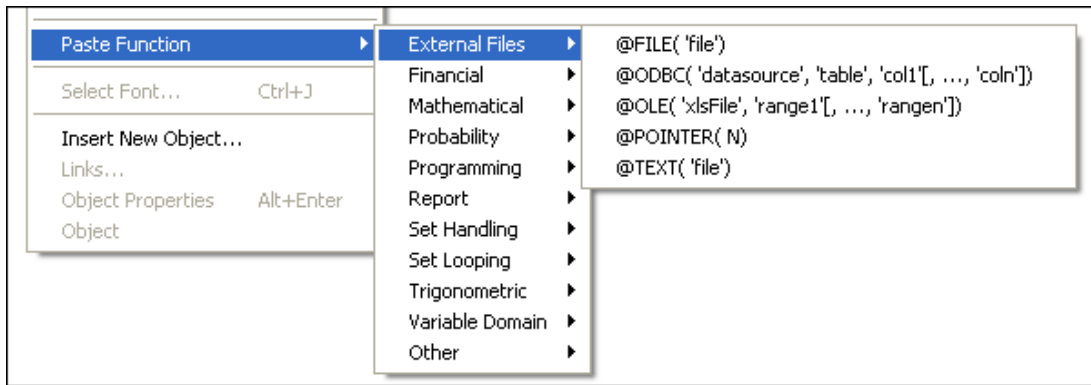 Paste Function
Select Font... Ctrl+J
Insert New Object...
Links...
Object Properties Alt+Enter
Object
External Files
Financial
Mathematical
Probability
Programming
Report
Set Handling
Set Looping
Trigonometric
Variable Domain
Other
@FILE( 'file')
@ODBC( 'datasource', 'table', 'col1'[, ..., 'coln'])
@OLE( 'xlsFile', 'range1'[, ..., 'rangen'])
@POINTER( N)
@TEXT( 'file')